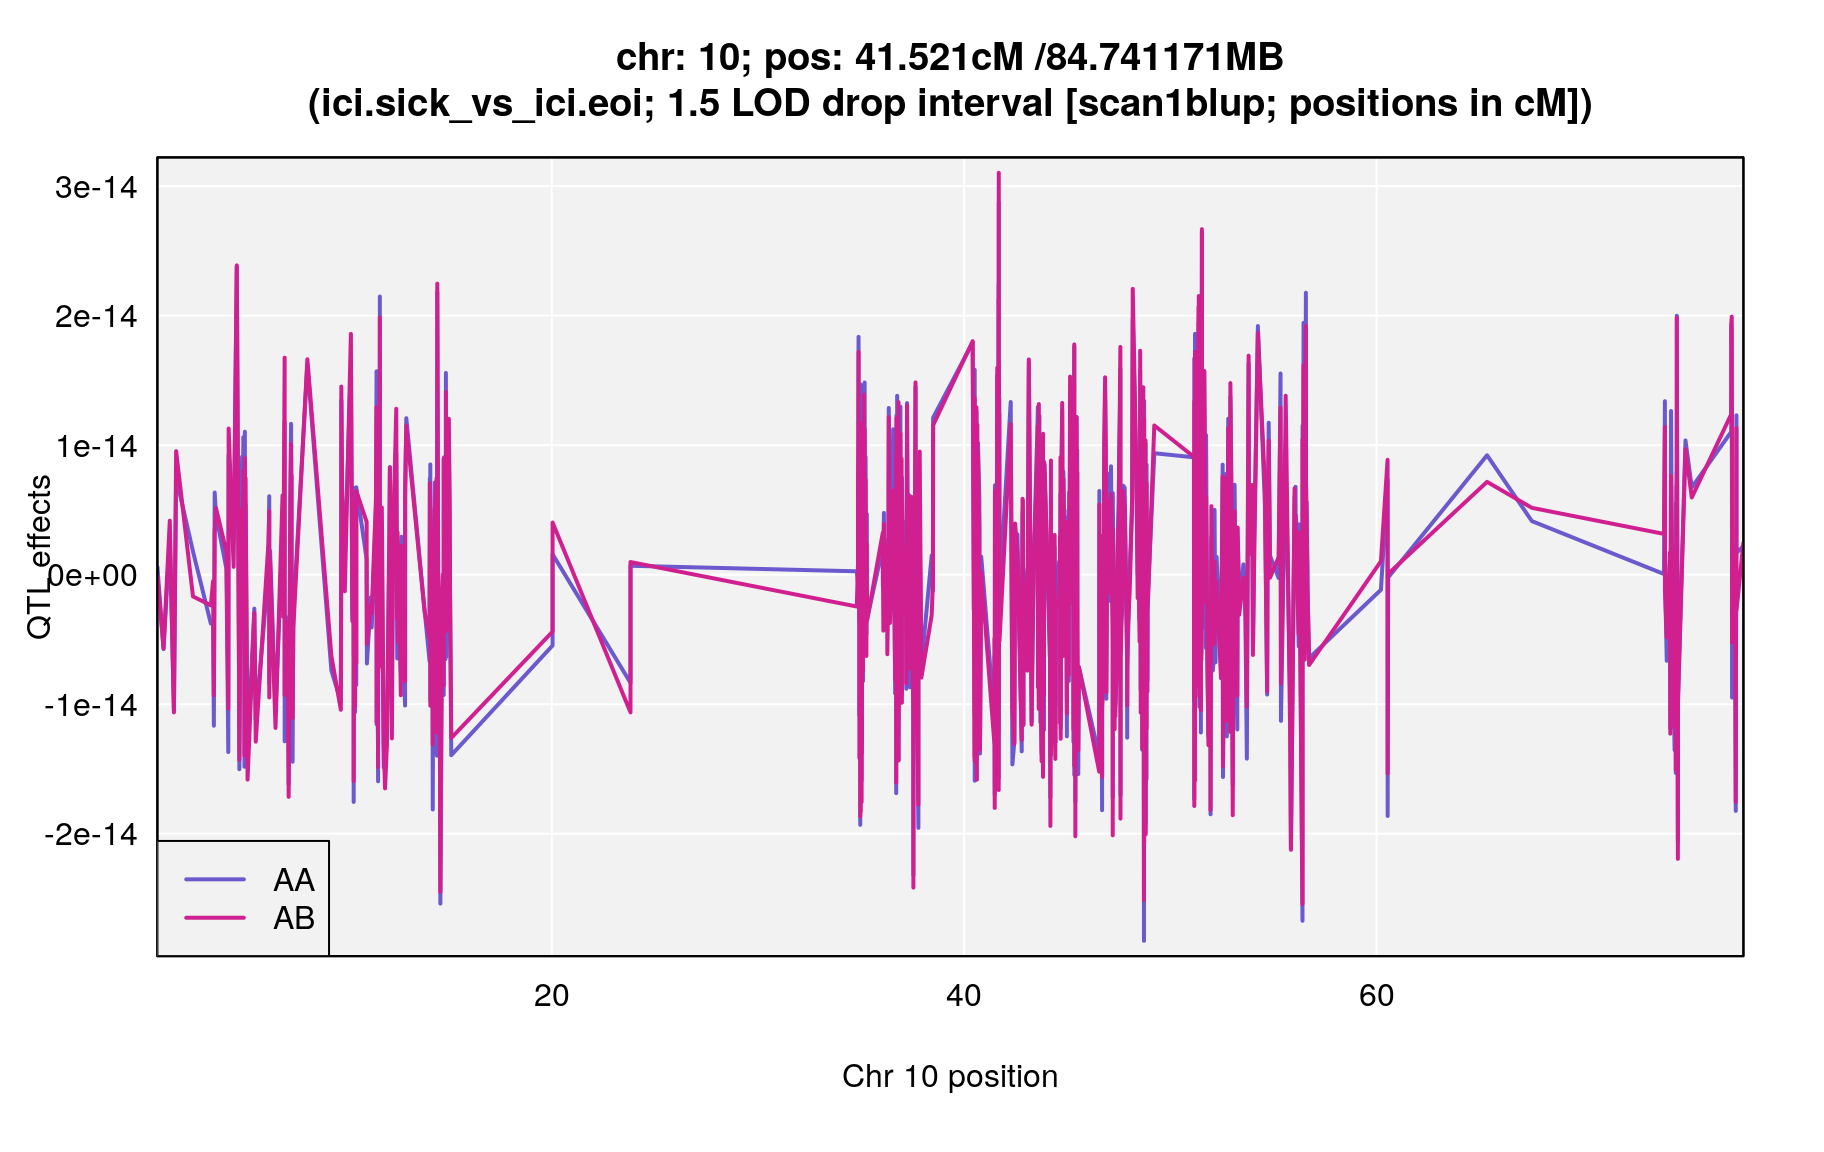 chr: 10; pos: 41.521cM /84.741171MB
(ici.sick_vs_ici.eoi; 1.5 LOD drop interval [scan1blup; positions in cM])
QTL effects
3e-14
2e-14
1e-14
0e+00
-1e-14
-2e-14
AA
AB
20
40
60
Chr 10 position